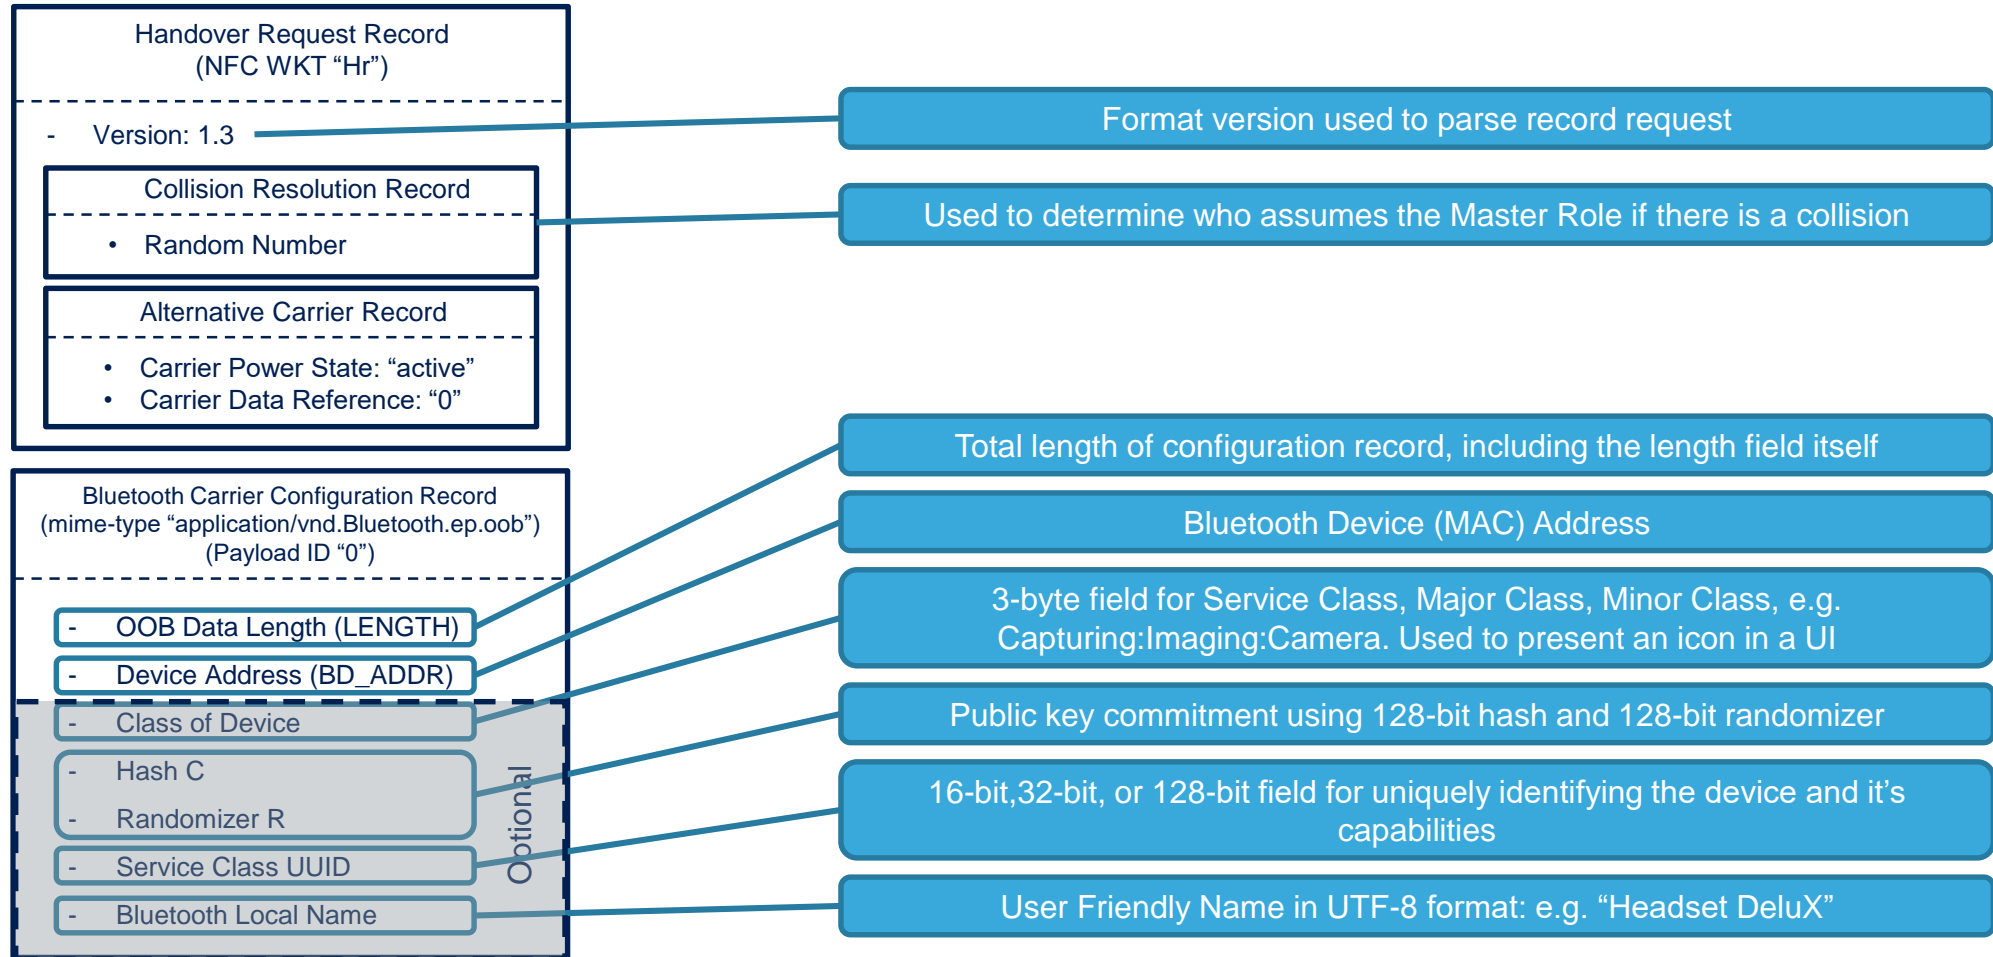 Handover Request Record
(NFC WKT “Hr”)
- Version: 1.3
Collision Resolution Record
• Random Number
Alternative Carrier Record
• Carrier Power State: “active”
• Carrier Data Reference: “0”
Bluetooth Carrier Configuration Record
(mime-type “application/vnd.Bluetooth.ep.oob”)
(Payload ID “0”)
- OOB Data Length (LENGTH)
- Device Address (BD_ADDR)
- Class of Device
- Hash C
- Randomizer R
- Service Class UUID
- Bluetooth Local Name
Optional
Format version used to parse record request
Used to determine who assumes the Master Role if there is a collision
Total length of configuration record, including the length field itself
Bluetooth Device (MAC) Address
3-byte field for Service Class, Major Class, Minor Class, e.g.
Capturing:Imaging:Camera. Used to present an icon in a UI
Public key commitment using 128-bit hash and 128-bit randomizer
16-bit,32-bit, or 128-bit field for uniquely identifying the device and it’s
capabilities
User Friendly Name in UTF-8 format: e.g. “Headset DeluX”